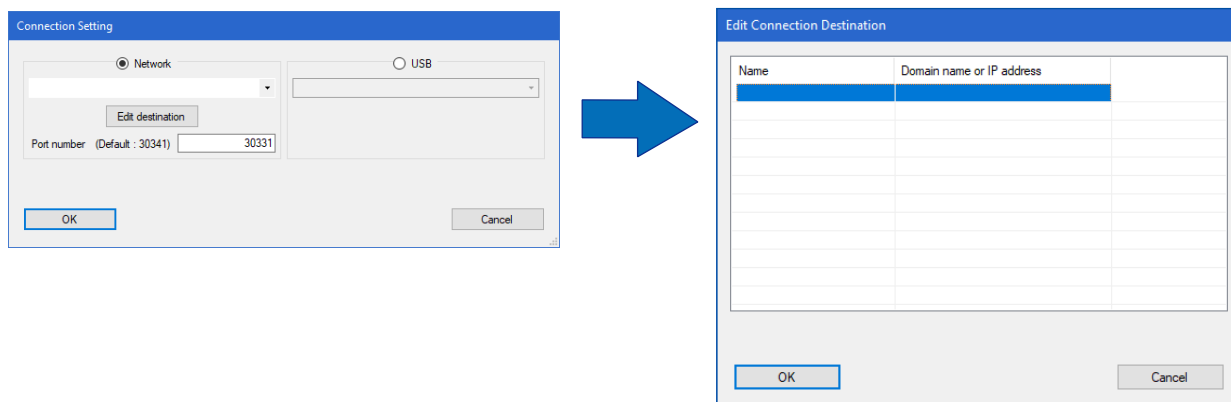 Connection Setting
Network
USB
Edit destination
Port number (Default : 30341) 30331
OK
Cancel
Edit Connection Destination
Name Domain name or IP address
OK
Cancel